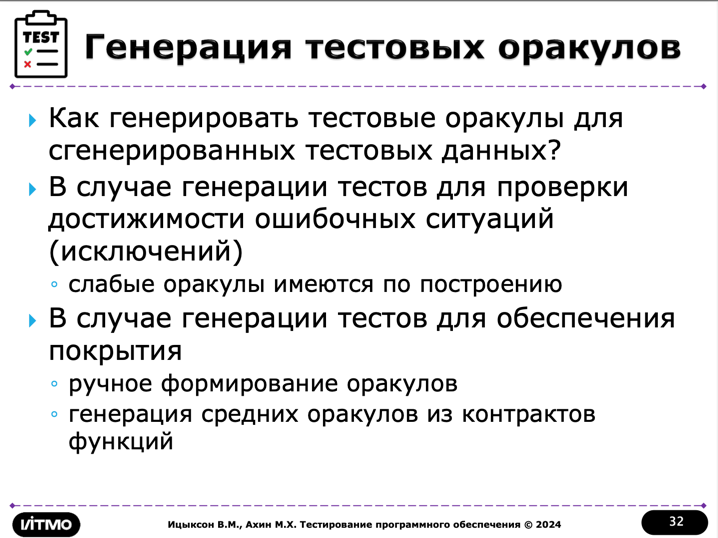 TEST
Генерация тестовых оракулов
Как генерировать тестовые оракулы для
сгенерированных тестовых данных?
В случае генерации тестов для проверки
достижимости ошибочных ситуаций
(исключений)
слабые оракулы имеются по построению
В случае генерации тестов для обеспечения
покрытия
ручное формирование оракулов
генерация средних оракулов из контрактов
функций
ИТМО
Ицыксон В.М., Ахин М.Х. Тестирование программного обеспечения © 2024
32